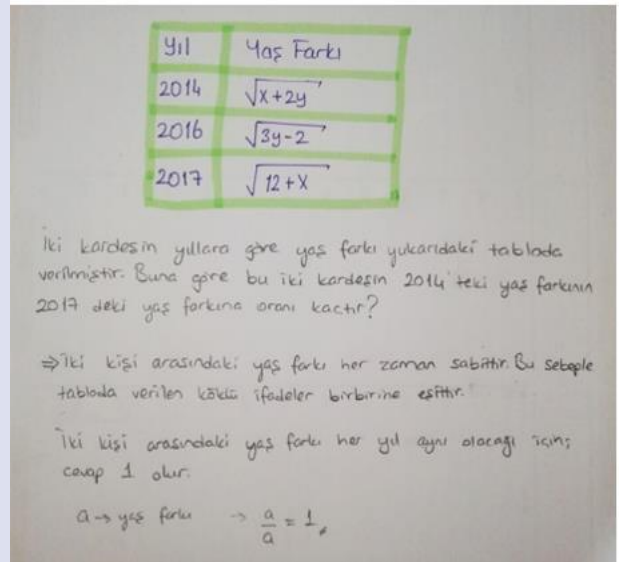 Yıl Yaş Farkı
2014 √x+2y
2016 √3y-2
2017 √12+x
İki kardeşin yıllara göre yaş farkı yukarıdaki tabloda
verilmiştir. Buna göre bu iki kardeşin 2014'teki yaş farkının
2017 deki yaş farkına oranı kaçtır?
⇒ İki kişi arasındaki yaş farkı her zaman sabittir. Bu sebeple
tabloda verilen köklü ifadeler birbirine eşittir.
İki kişi arasındaki yaş farkı her yıl aynı olacağı için;
cevap 1 olur.
a → yaş farkı → a/a = 1